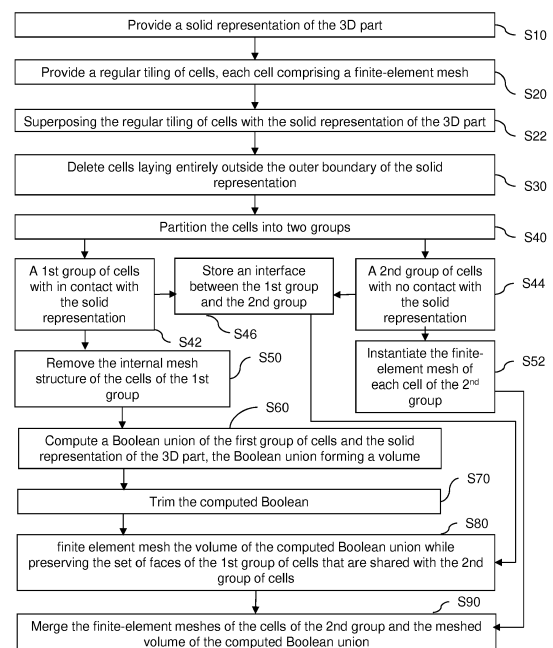 Provide a solid representation of the 3D part
S10
Provide a regular tiling of cells, each cell comprising a finite-element mesh
S20
Superposing the regular tiling of cells with the solid representation of the 3D part
S22
Delete cells laying entirely outside the outer boundary of the solid
representation
S30
Partition the cells into two groups
S40
A 1st group of cells
with in contact with
the solid
representation
S42
Store an interface
between the 1st group
and the 2nd group
S46
A 2nd group of cells
with no contact with
the solid
representation
S44
Remove the internal mesh
structure of the cells of the 1st
group
S50
Instantiate the finite-
element mesh of
each cell of the 2nd
group
S52
S60
Compute a Boolean union of the first group of cells and the solid
representation of the 3D part, the Boolean union forming a volume
S70
Trim the computed Boolean
S80
finite element mesh the volume of the computed Boolean union while
preserving the set of faces of the 1st group of cells that are shared with the 2nd
group of cells
S90
Merge the finite-element meshes of the cells of the 2nd group and the meshed
volume of the computed Boolean union